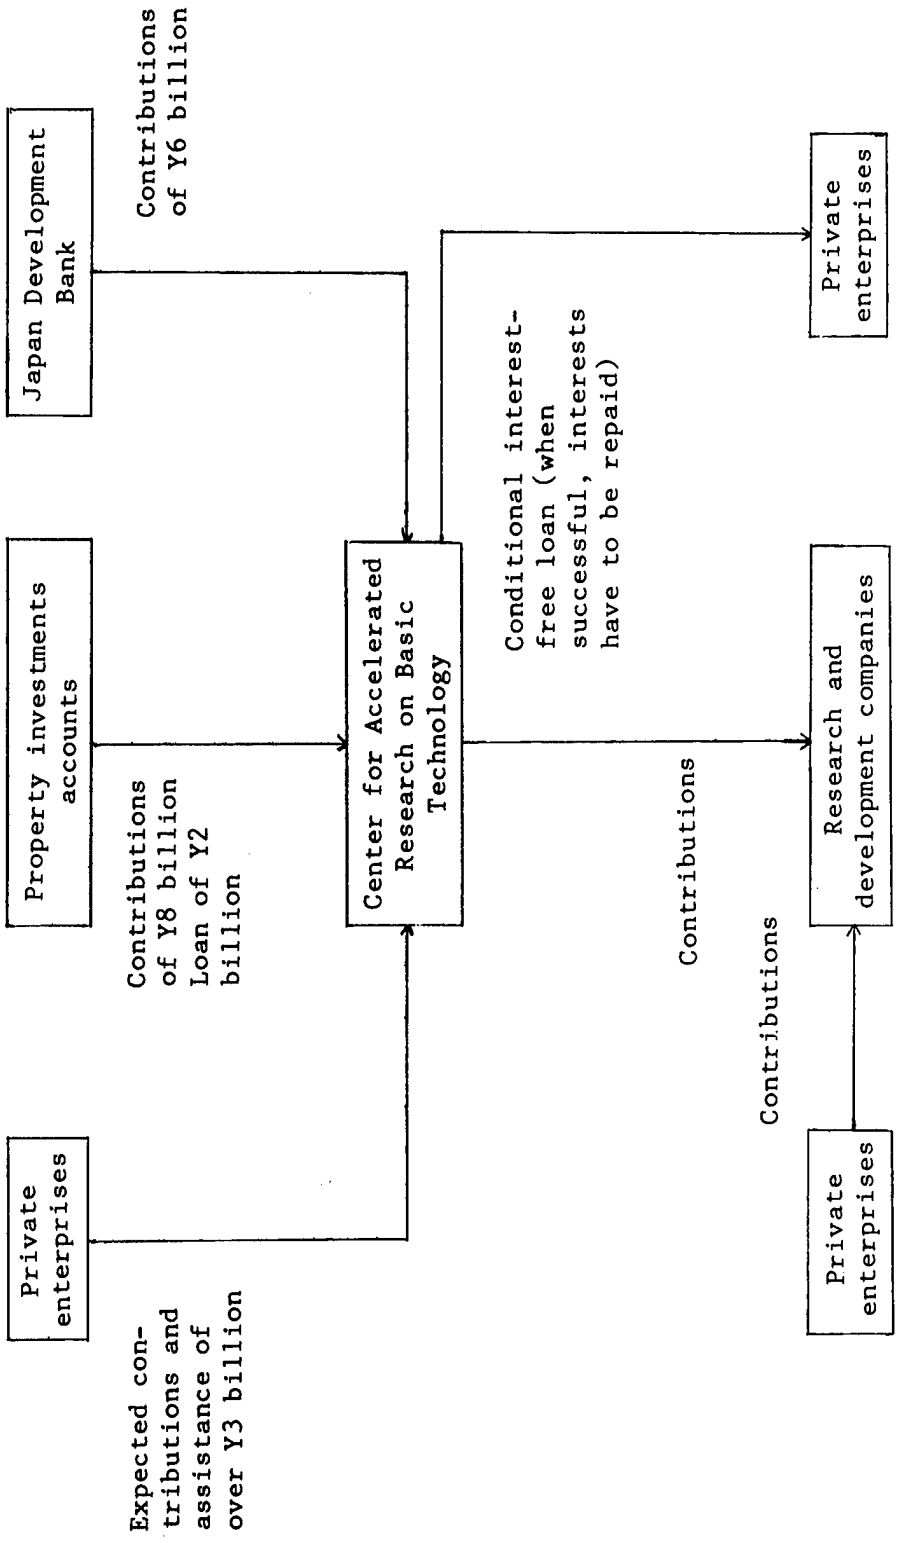 Private
enterprises
Property investments
accounts
Japan Development
Bank
Expected con-
tributions and
assistance of
over Y3 billion
Contributions
of Y8 billion
Loan of Y2
billion
Contributions
of Y6 billion
Center for Accelerated
Research on Basic
Technology
Conditional interest-
free loan (when
successful, interests
have to be repaid)
Contributions
Contributions
Private
enterprises
Research and
development companies
Private
enterprises